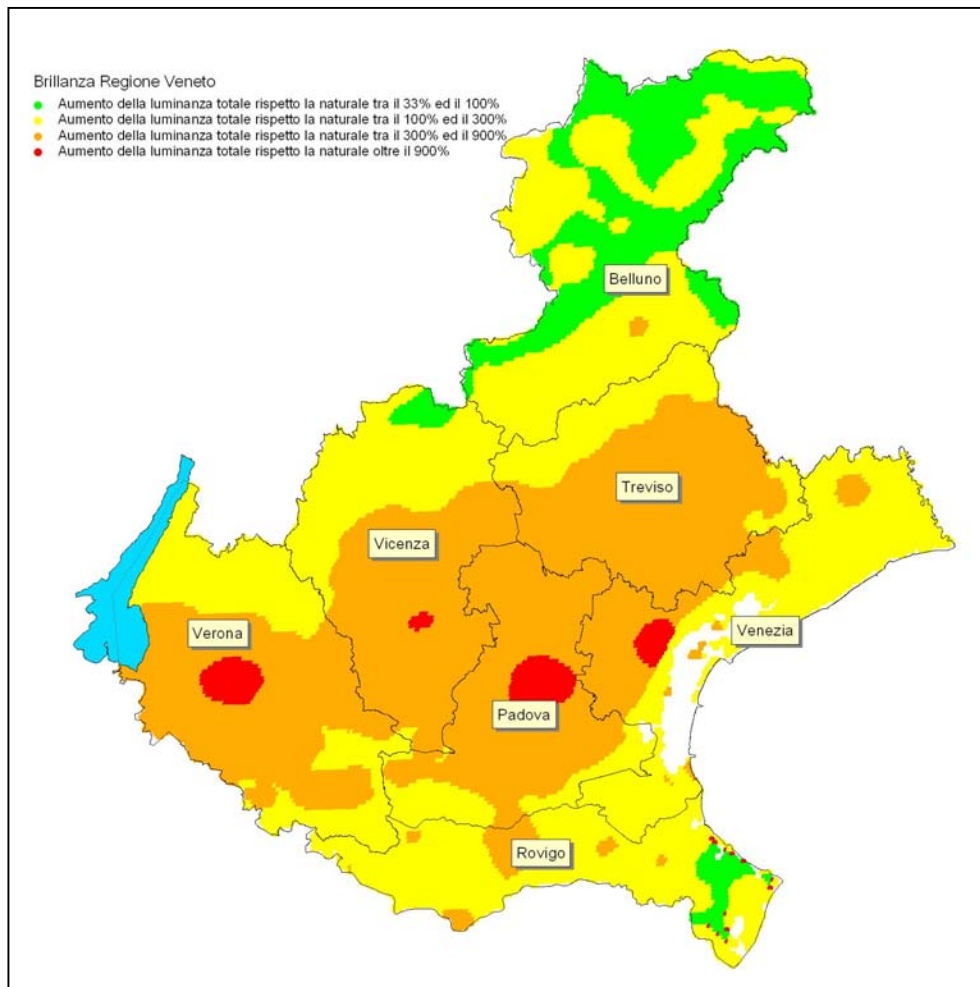 Brillanza Regione Veneto
Aumento della luminanza totale rispetto la naturale tra il 33% ed il 100%
Aumento della luminanza totale rispetto la naturale tra il 100% ed il 300%
Aumento della luminanza totale rispetto la naturale tra il 300% ed il 900%
Aumento della luminanza totale rispetto la naturale oltre il 900%
Belluno
Treviso
Vicenza
Verona
Venezia
Padova
Rovigo